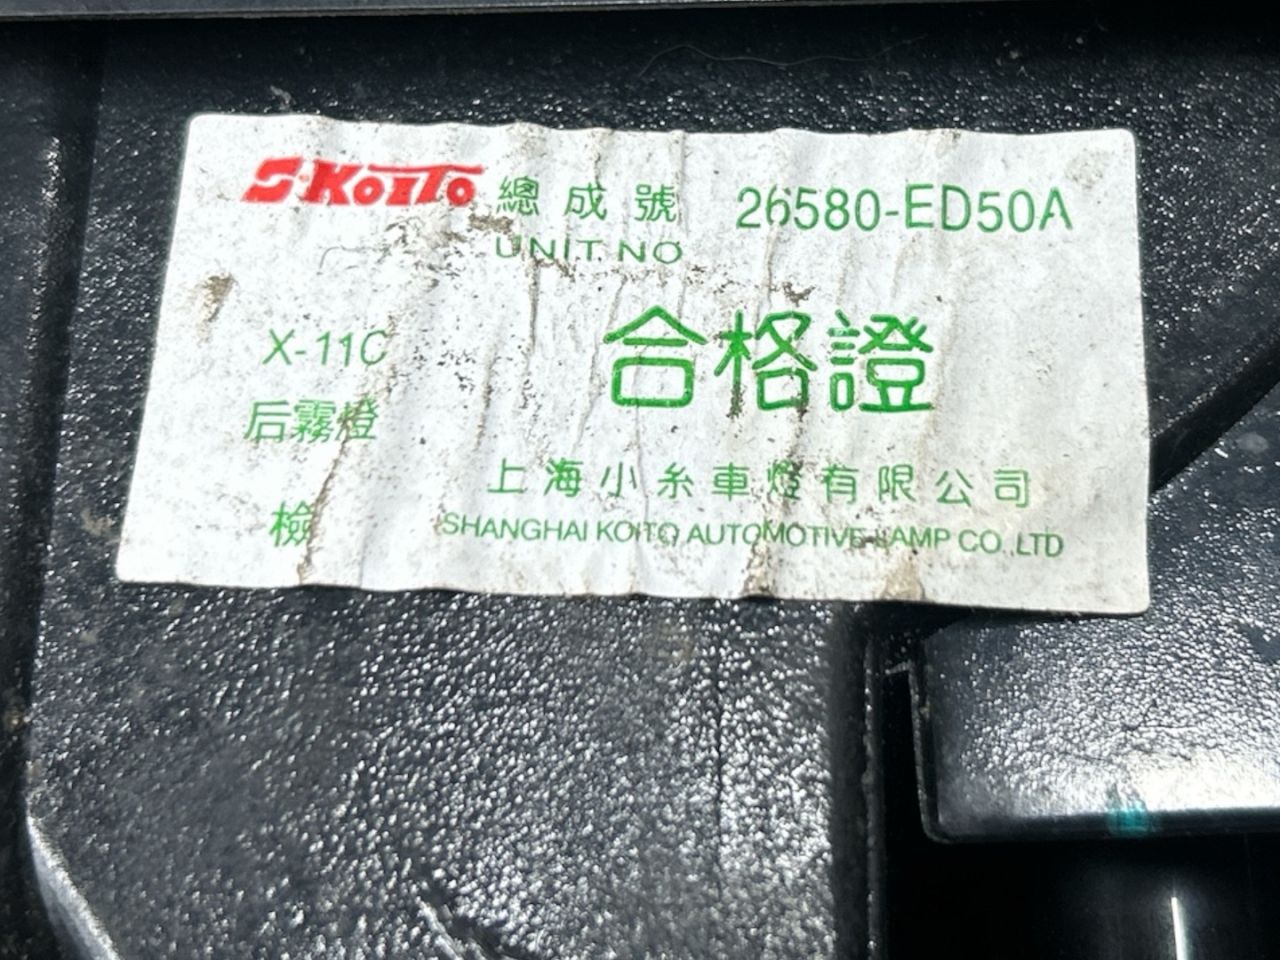 S-KOITO 總成號 26580-ED50A
UNIT NO
X-11C 合格證
后霧燈
上海小糸車燈有限公司
檢 SHANGHAI KOITO AUTOMOTIVE LAMP CO.,LTD